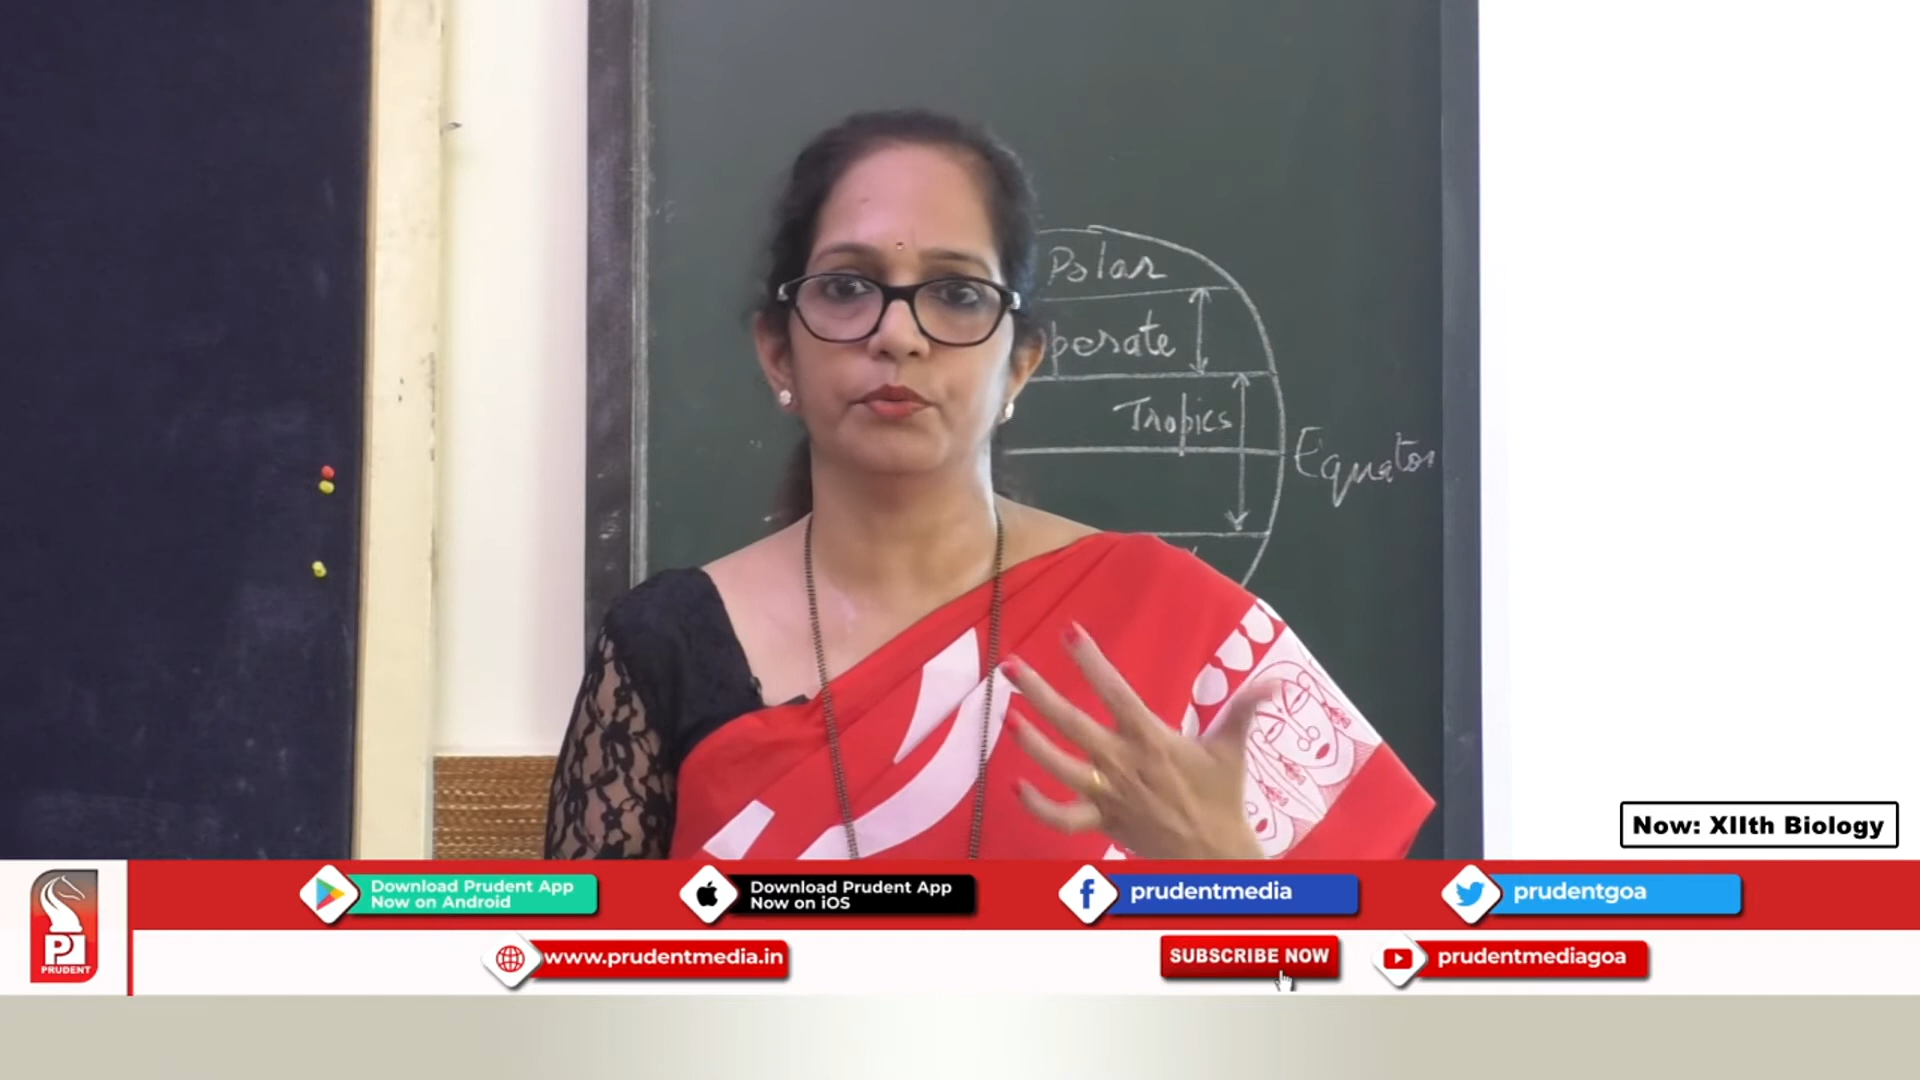 Polar
perate
Tropics
Equator
Now: XIIth Biology
Download Prudent App
Now on Android
Download Prudent App
Now on iOS
prudentmedia
prudentgoa
PRUDENT
www.prudentmedia.in
SUBSCRIBE NOW
prudentmediagoa